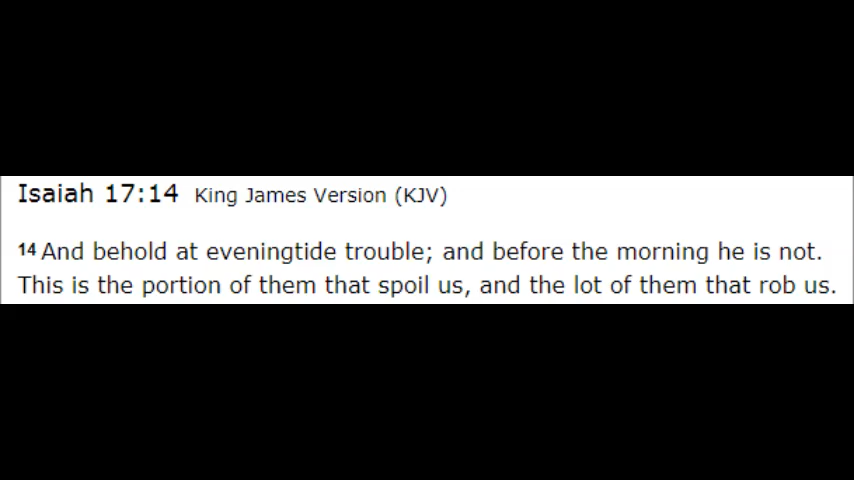 Isaiah 17:14 King James Version (KJV)
14 And behold at eveningtide trouble; and before the morning he is not.
This is the portion of them that spoil us, and the lot of them that rob us.